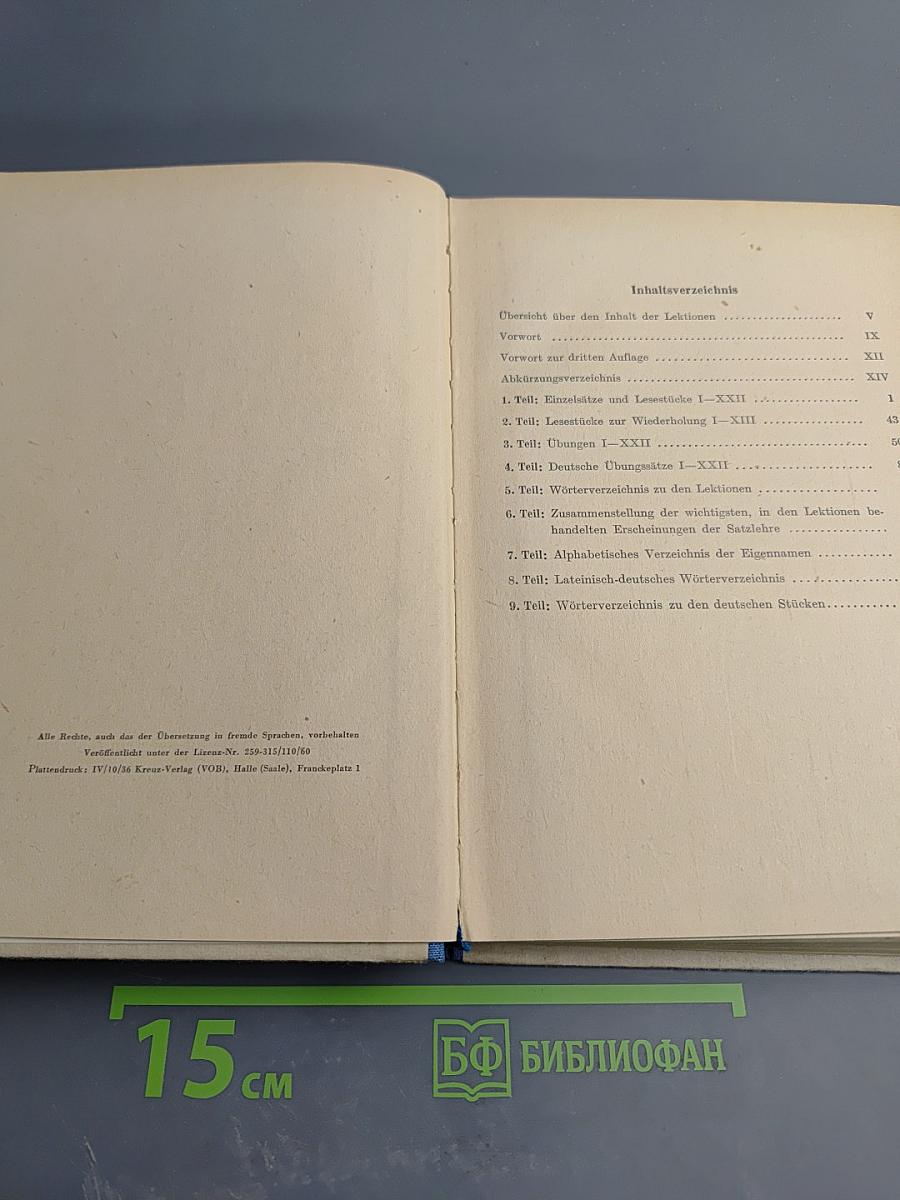 Alle Rechte, auch das der Übersetzung in fremde Sprachen, vorbehalten
Veröffentlicht unter der Lizenz-Nr. 259-315/110/60
Plattendruck: IV/10/36 Kreuz-Verlag (VOB), Halle (Saale), Franckeplatz 1
Inhaltsverzeichnis
Übersicht über den Inhalt der Lektionen .................... V
Vorwort .................... IX
Vorwort zur dritten Auflage .................... XII
Abkürzungsverzeichnis .................... XIV
1. Teil: Einzelsätze und Lesestücke I—XXII .................... 1
2. Teil: Lesestücke zur Wiederholung I—XIII .................... 43
3. Teil: Übungen I—XXII ....................
4. Teil: Deutsche Übungssätze I—XXII ....................
5. Teil: Wörterverzeichnis zu den Lektionen ....................
6. Teil: Zusammenstellung der wichtigsten, in den Lektionen be-
handelten Erscheinungen der Satzlehre ....................
7. Teil: Alphabetisches Verzeichnis der Eigennamen ....................
8. Teil: Lateinisch-deutsches Wörterverzeichnis ....................
9. Teil: Wörterverzeichnis zu den deutschen Stücken ....................
15 см
БФ БИБЛИОФАН